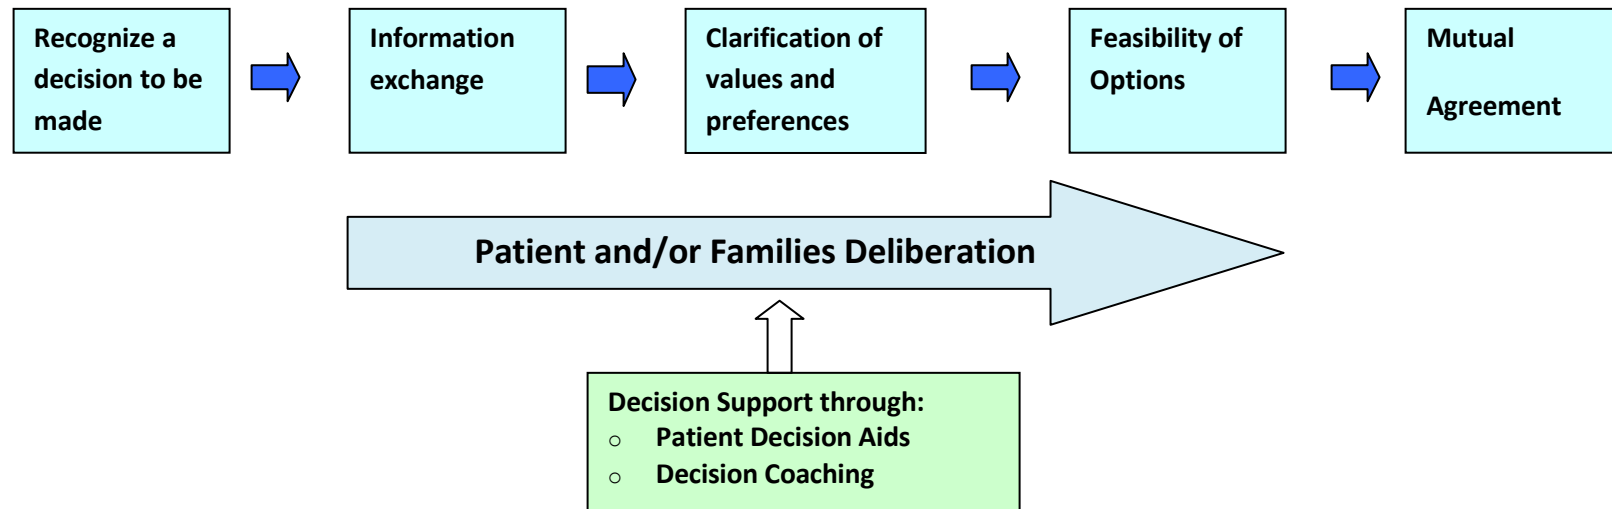 Recognize a
decision to be
made
Information
exchange
Clarification of
values and
preferences
Feasibility of
Options
Mutual
Agreement
Patient and/or Families Deliberation
Decision Support through:
o Patient Decision Aids
o Decision Coaching